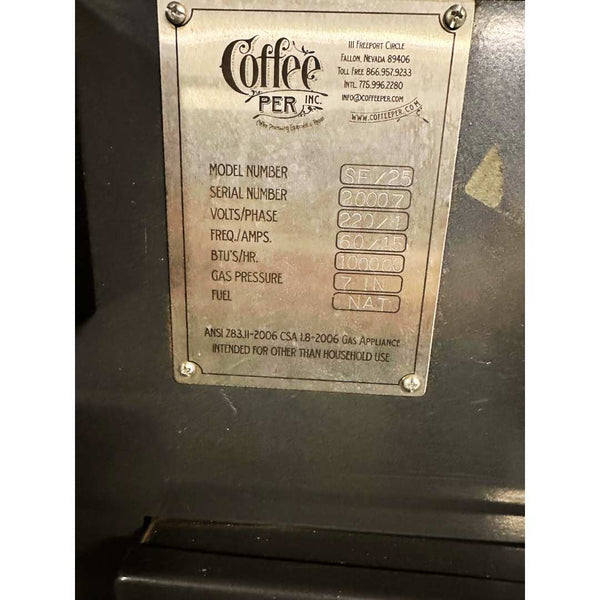 Coffee
PER INC.
111 FREEPORT CIRCLE
FALLON, NEVADA 89406
TOLL FREE 866.957.9233
INTL. 775.996.2280
INFO@COFFEEPER.COM
WWW.COFFEEPER.COM
MODEL NUMBER SF/25
SERIAL NUMBER 20007
VOLTS/PHASE 220/1
FREQ./AMPS. 60/15
BTU'S/HR. 100000
GAS PRESSURE 7 IN
FUEL NAT
ANSI Z83.11-2006 CSA 1.8-2006 GAS APPLIANCE
INTENDED FOR OTHER THAN HOUSEHOLD USE